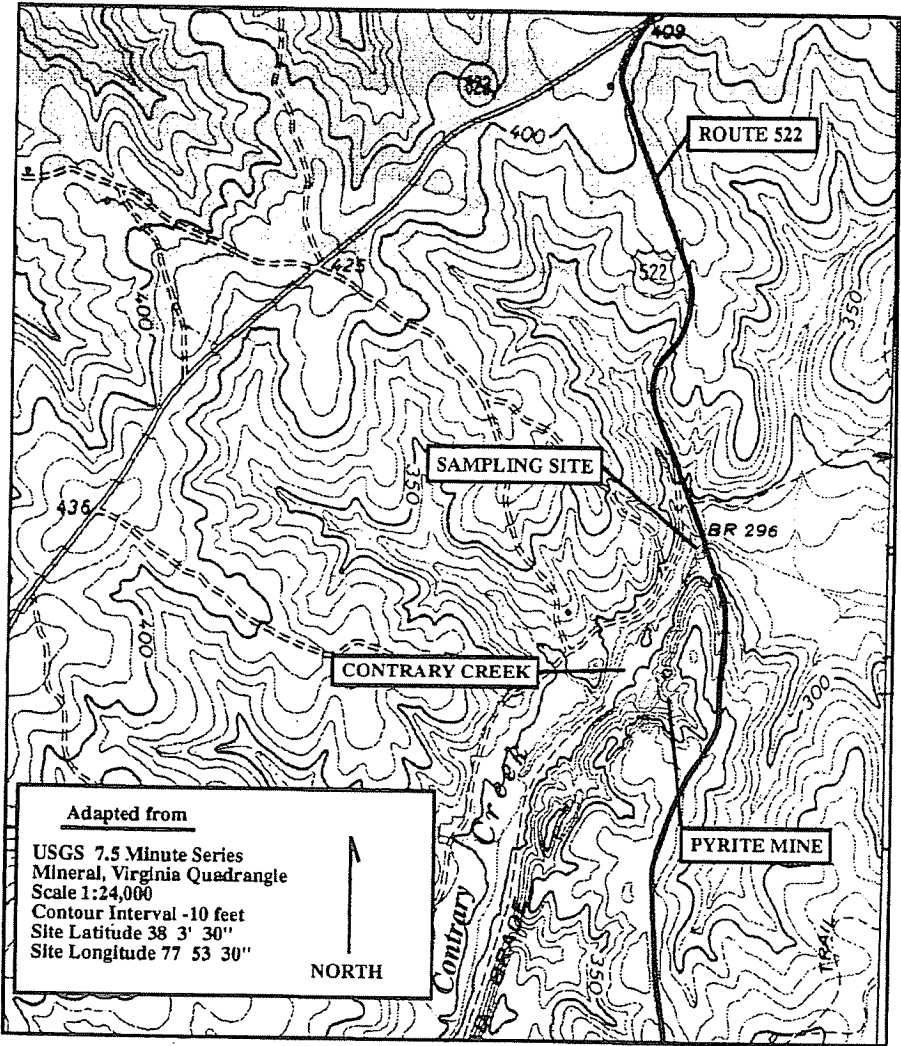 409
ROUTE 522
400
522
425
400
350
350
SAMPLING SITE
436
BR 296
400
CONTRARY CREEK
300
Contrary Creek
PYRITE MINE
350
TRAIL
Adapted from
USGS 7.5 Minute Series
Mineral, Virginia Quadrangle
Scale 1:24,000
Contour Interval -10 feet
Site Latitude 38 3' 30"
Site Longitude 77 53 30"
NORTH